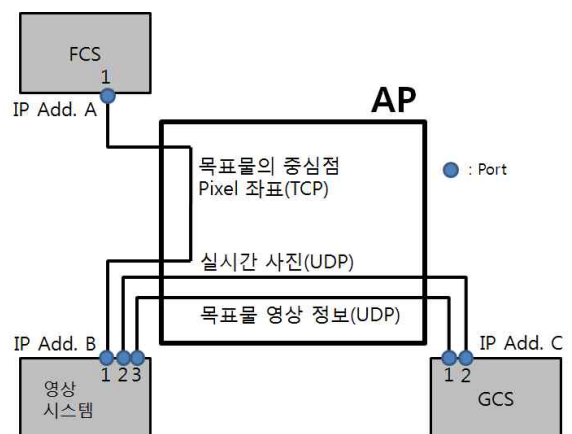 FCS
1
IP Add. A
AP
목표물의 중심점
Pixel 좌표(TCP)
: Port
실시간 사진(UDP)
목표물 영상 정보(UDP)
IP Add. B
IP Add. C
1 2 3
1 2
영상
시스템
GCS